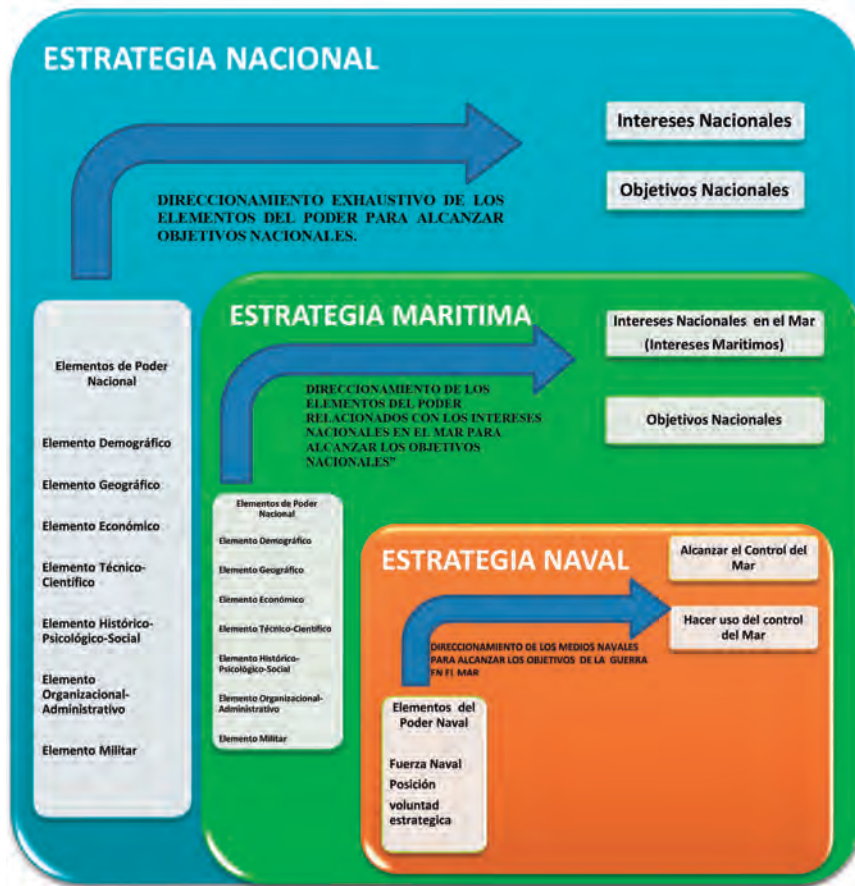 ESTRATEGIA NACIONAL
Intereses Nacionales
Objetivos Nacionales
DIRECCIONAMIENTO EXHAUSTIVO DE LOS
ELEMENTOS DEL PODER PARA ALCANZAR
OBJETIVOS NACIONALES.
Elementos de Poder
Nacional
Elemento Demográfico
Elemento Geográfico
Elemento Económico
Elemento Técnico-
Científico
Elemento Histórico-
Psicológico-Social
Elemento
Organizacional-
Administrativo
Elemento Militar
ESTRATEGIA MARITIMA
Intereses Nacionales en el Mar
(Intereses Maritimos)
Objetivos Nacionales
DIRECCIONAMIENTO DE LOS
ELEMENTOS DEL PODER
RELACIONADOS CON LOS INTERESES
NACIONALES EN EL MAR PARA
ALCANZAR LOS OBJETIVOS
NACIONALES"
Elementos de Poder
Nacional
Elemento Demográfico
Elemento Geográfico
Elemento Económico
Elemento Técnico-Científico
Elemento Histórico-
Psicológico-Social
Elemento Organizacional-
Administrativo
Elemento Militar
ESTRATEGIA NAVAL
Alcanzar el Control del
Mar
Hacer uso del control
del Mar
DIRECCIONAMIENTO DE LOS MEDIOS NAVALES
PARA ALCANZAR LOS OBJETIVOS DE LA GUERRA
EN EL MAR
Elementos del
Poder Naval
Fuerza Naval
Posición
voluntad
estrategica